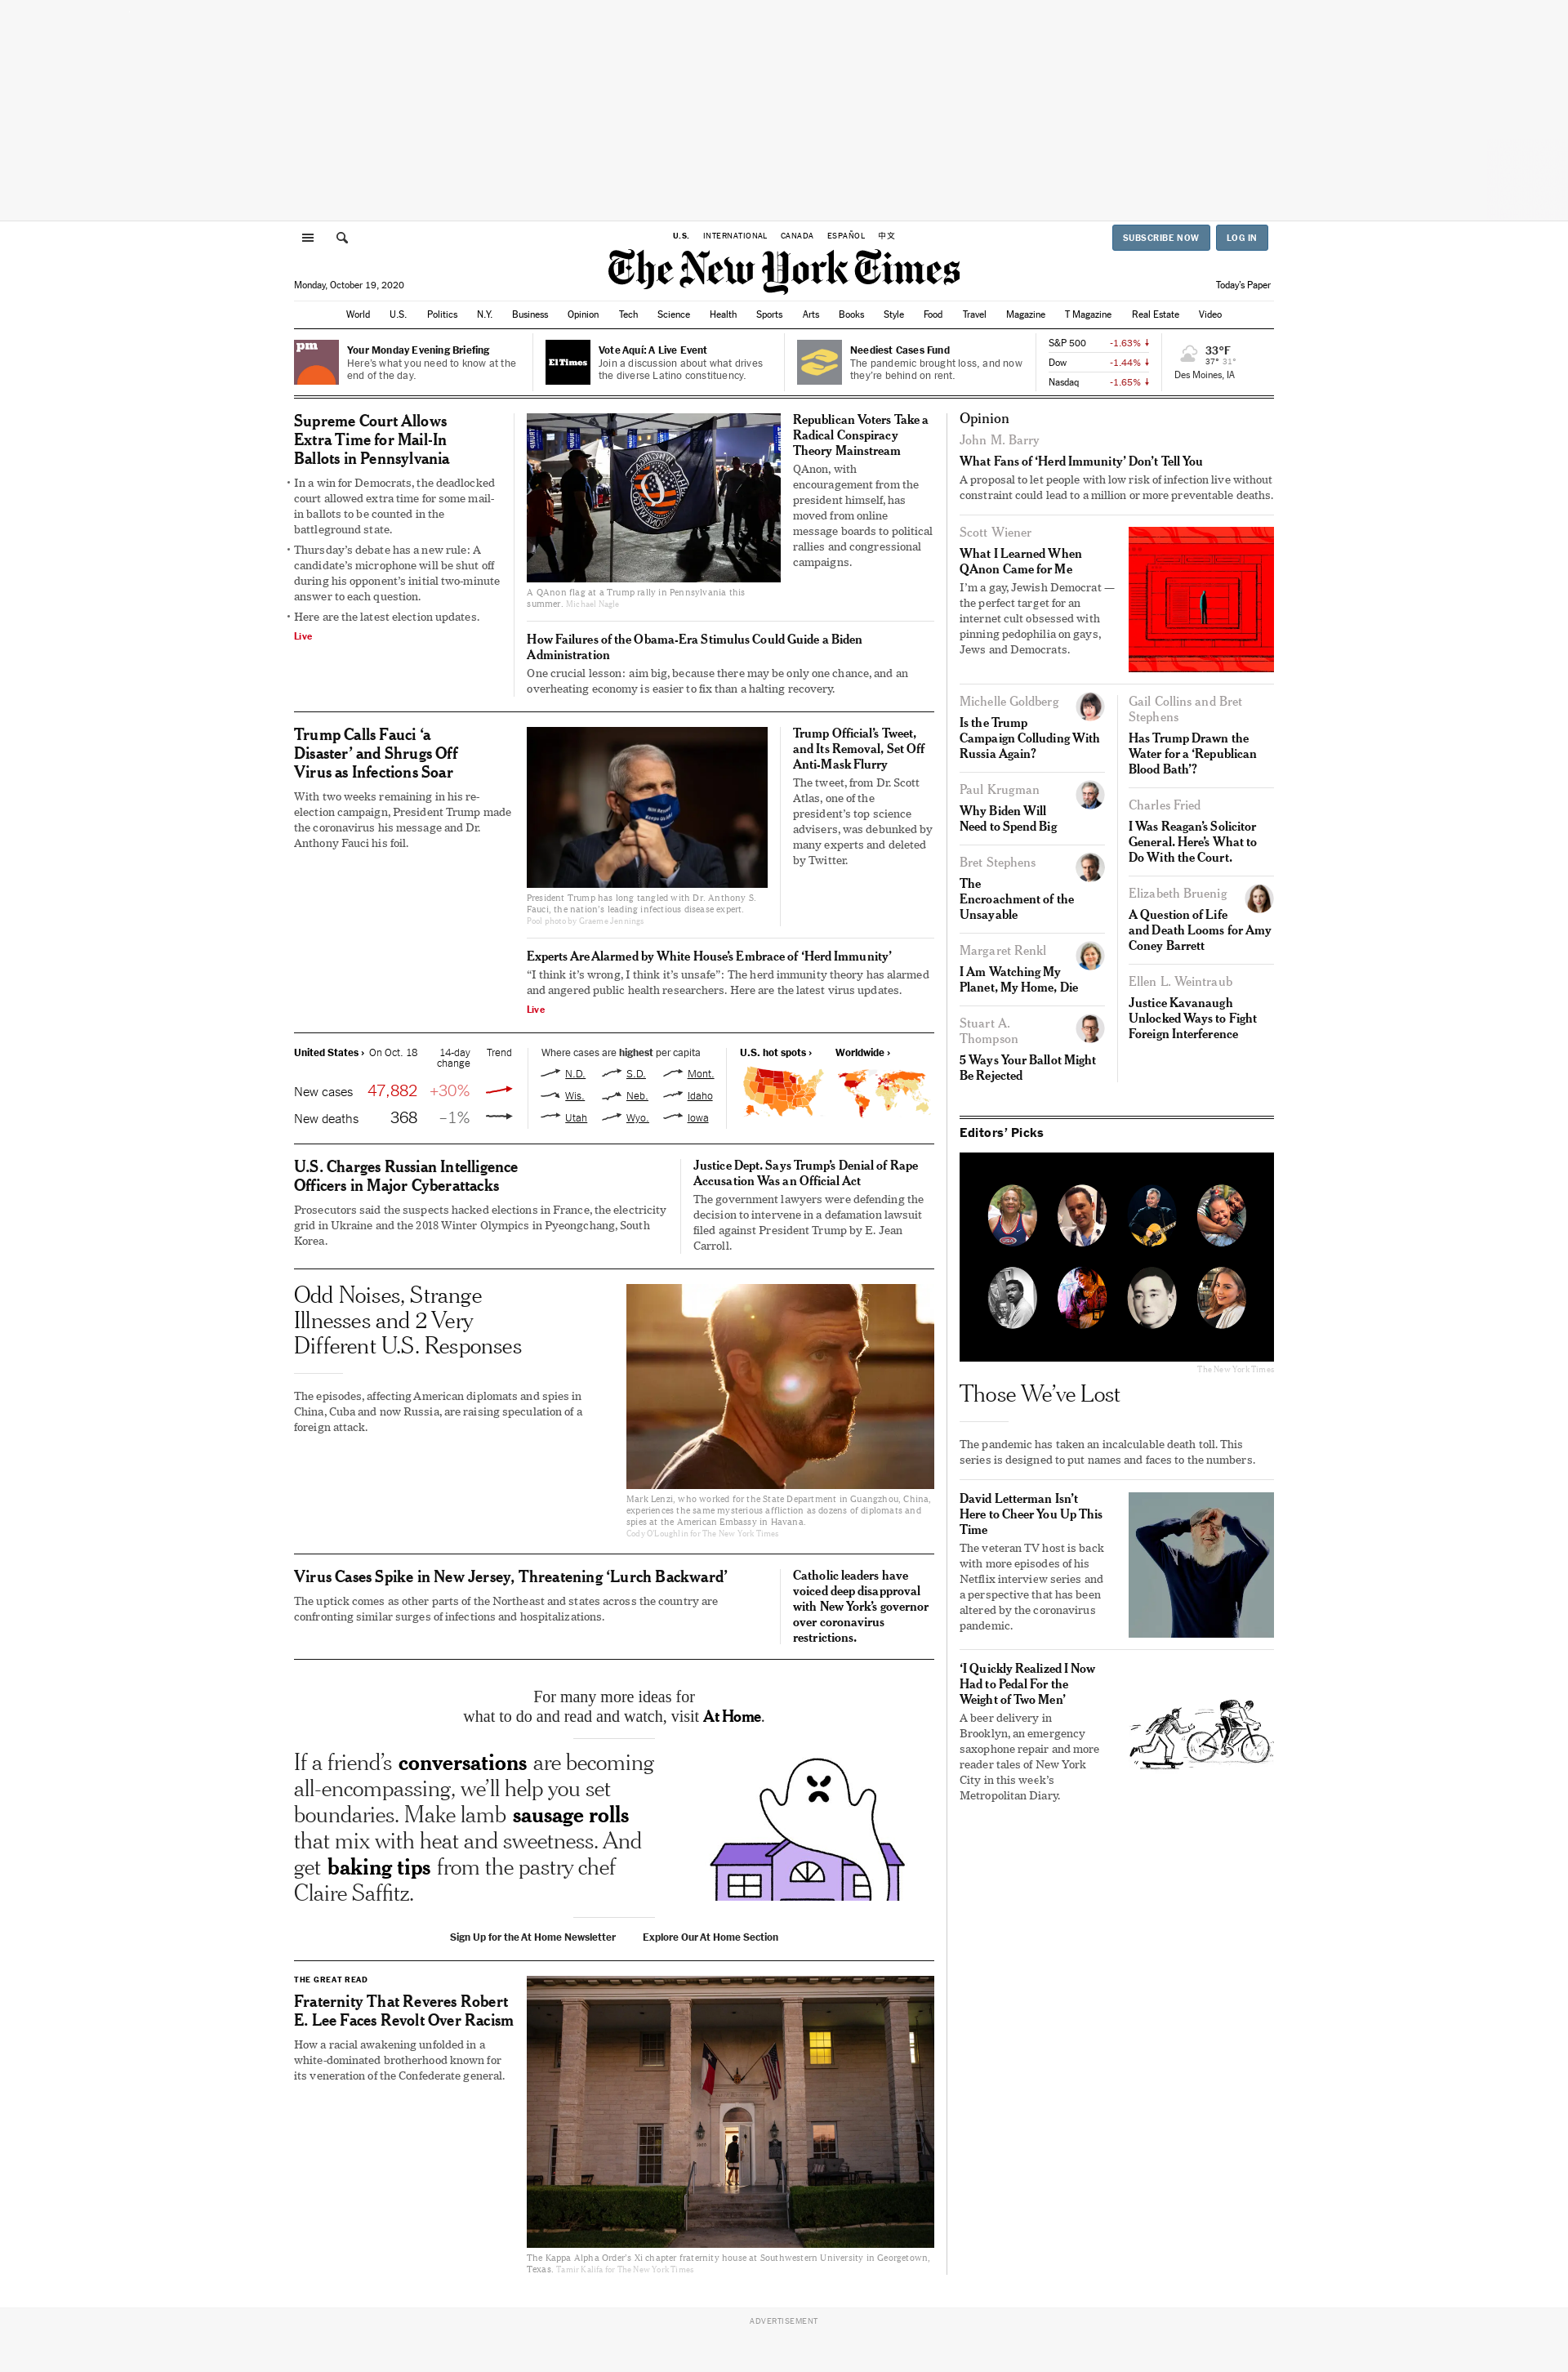 U.S. INTERNATIONAL CANADA ESPAÑOL 中文
SUBSCRIBE NOW LOG IN
The New York Times
Monday, October 19, 2020
Today's Paper
World U.S. Politics N.Y. Business Opinion Tech Science Health Sports Arts Books Style Food Travel Magazine T Magazine Real Estate Video
pm
Your Monday Evening Briefing
Here's what you need to know at the
end of the day.
El Times
Vote Aquí: A Live Event
Join a discussion about what drives
the diverse Latino constituency.
Neediest Cases Fund
The pandemic brought loss, and now
they're behind on rent.
S&P 500 -1.63%
Dow -1.44%
Nasdaq -1.65%
33°F
37° 31°
Des Moines, IA
Supreme Court Allows
Extra Time for Mail-In
Ballots in Pennsylvania
• In a win for Democrats, the deadlocked
court allowed extra time for some mail-
in ballots to be counted in the
battleground state.
• Thursday's debate has a new rule: A
candidate's microphone will be shut off
during his opponent's initial two-minute
answer to each question.
• Here are the latest election updates.
Live
A QAnon flag at a Trump rally in Pennsylvania this
summer. Michael Nagle
Republican Voters Take a
Radical Conspiracy
Theory Mainstream
QAnon, with
encouragement from the
president himself, has
moved from online
message boards to political
rallies and congressional
campaigns.
How Failures of the Obama-Era Stimulus Could Guide a Biden
Administration
One crucial lesson: aim big, because there may be only one chance, and an
overheating economy is easier to fix than a halting recovery.
Trump Calls Fauci ‘a
Disaster’ and Shrugs Off
Virus as Infections Soar
With two weeks remaining in his re-
election campaign, President Trump made
the coronavirus his message and Dr.
Anthony Fauci his foil.
President Trump has long tangled with Dr. Anthony S.
Fauci, the nation's leading infectious disease expert.
Pool photo by Graeme Jennings
Trump Official’s Tweet,
and Its Removal, Set Off
Anti-Mask Flurry
The tweet, from Dr. Scott
Atlas, one of the
president's top science
advisers, was debunked by
many experts and deleted
by Twitter.
Experts Are Alarmed by White House’s Embrace of ‘Herd Immunity’
“I think it’s wrong, I think it’s unsafe”: The herd immunity theory has alarmed
and angered public health researchers. Here are the latest virus updates.
Live
United States › On Oct. 18 14-day Trend
change
New cases 47,882 +30%
New deaths 368 –1%
Where cases are highest per capita
N.D. S.D. Mont.
Wis. Neb. Idaho
Utah Wyo. Iowa
U.S. hot spots ›
Worldwide ›
U.S. Charges Russian Intelligence
Officers in Major Cyberattacks
Prosecutors said the suspects hacked elections in France, the electricity
grid in Ukraine and the 2018 Winter Olympics in Pyeongchang, South
Korea.
Justice Dept. Says Trump’s Denial of Rape
Accusation Was an Official Act
The government lawyers were defending the
decision to intervene in a defamation lawsuit
filed against President Trump by E. Jean
Carroll.
Odd Noises, Strange
Illnesses and 2 Very
Different U.S. Responses
The episodes, affecting American diplomats and spies in
China, Cuba and now Russia, are raising speculation of a
foreign attack.
Mark Lenzi, who worked for the State Department in Guangzhou, China,
experiences the same mysterious affliction as dozens of diplomats and
spies at the American Embassy in Havana.
Cody O'Loughlin for The New York Times
Virus Cases Spike in New Jersey, Threatening ‘Lurch Backward’
The uptick comes as other parts of the Northeast and states across the country are
confronting similar surges of infections and hospitalizations.
Catholic leaders have
voiced deep disapproval
with New York’s governor
over coronavirus
restrictions.
For many more ideas for
what to do and read and watch, visit At Home.
If a friend’s conversations are becoming
all-encompassing, we’ll help you set
boundaries. Make lamb sausage rolls
that mix with heat and sweetness. And
get baking tips from the pastry chef
Claire Saffitz.
Sign Up for the At Home Newsletter Explore Our At Home Section
THE GREAT READ
Fraternity That Reveres Robert
E. Lee Faces Revolt Over Racism
How a racial awakening unfolded in a
white-dominated brotherhood known for
its veneration of the Confederate general.
The Kappa Alpha Order's Xi chapter fraternity house at Southwestern University in Georgetown,
Texas. Tamir Kalifa for The New York Times
Opinion
John M. Barry
What Fans of ‘Herd Immunity’ Don’t Tell You
A proposal to let people with low risk of infection live without
constraint could lead to a million or more preventable deaths.
Scott Wiener
What I Learned When
QAnon Came for Me
I’m a gay, Jewish Democrat —
the perfect target for an
internet cult obsessed with
pinning pedophilia on gays,
Jews and Democrats.
Michelle Goldberg
Is the Trump
Campaign Colluding With
Russia Again?
Paul Krugman
Why Biden Will
Need to Spend Big
Bret Stephens
The
Encroachment of the
Unsayable
Margaret Renkl
I Am Watching My
Planet, My Home, Die
Stuart A.
Thompson
5 Ways Your Ballot Might
Be Rejected
Gail Collins and Bret
Stephens
Has Trump Drawn the
Water for a ‘Republican
Blood Bath’?
Charles Fried
I Was Reagan’s Solicitor
General. Here’s What to
Do With the Court.
Elizabeth Bruenig
A Question of Life
and Death Looms for Amy
Coney Barrett
Ellen L. Weintraub
Justice Kavanaugh
Unlocked Ways to Fight
Foreign Interference
Editors’ Picks
The New York Times
Those We’ve Lost
The pandemic has taken an incalculable death toll. This
series is designed to put names and faces to the numbers.
David Letterman Isn’t
Here to Cheer You Up This
Time
The veteran TV host is back
with more episodes of his
Netflix interview series and
a perspective that has been
altered by the coronavirus
pandemic.
‘I Quickly Realized I Now
Had to Pedal For the
Weight of Two Men’
A beer delivery in
Brooklyn, an emergency
saxophone repair and more
reader tales of New York
City in this week’s
Metropolitan Diary.
ADVERTISEMENT